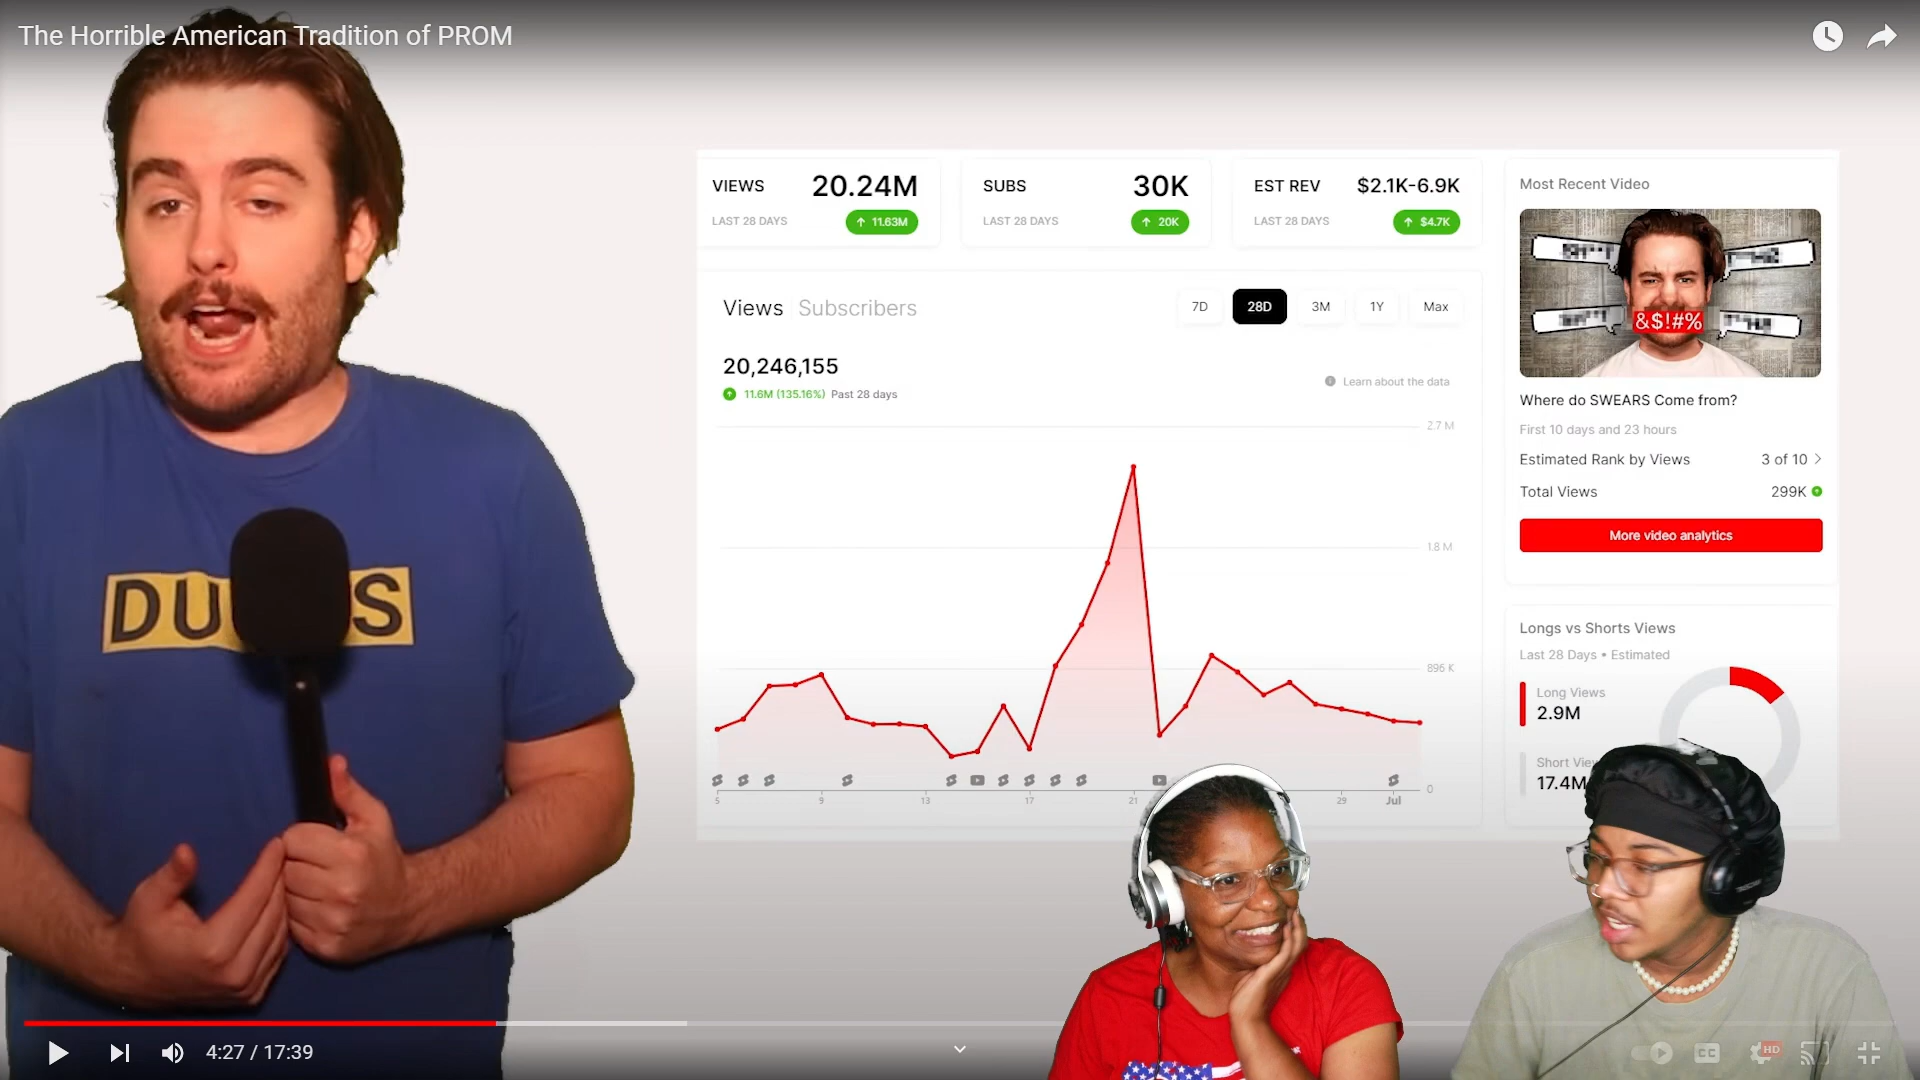 The Horrible American Tradition of PROM
VIEWS 20.24M
LAST 28 DAYS 11.63M
SUBS 30K
LAST 28 DAYS 20K
EST REV $2.1K-6.9K
LAST 28 DAYS $4.7K
Views Subscribers
7D 28D 3M 1Y Max
20,246,155
11.6M (135.16%) Past 28 days
Learn about the data
2.7 M
1.8 M
896 K
0
5 9 13 17 21 29 Jul
Most Recent Video
&$!#%
Where do SWEARS Come from?
First 10 days and 23 hours
Estimated Rank by Views 3 of 10
Total Views 299K
More video analytics
Longs vs Shorts Views
Last 28 Days • Estimated
Long Views
2.9M
Short
17.4M
DU S
4:27 / 17:39
CC
HD